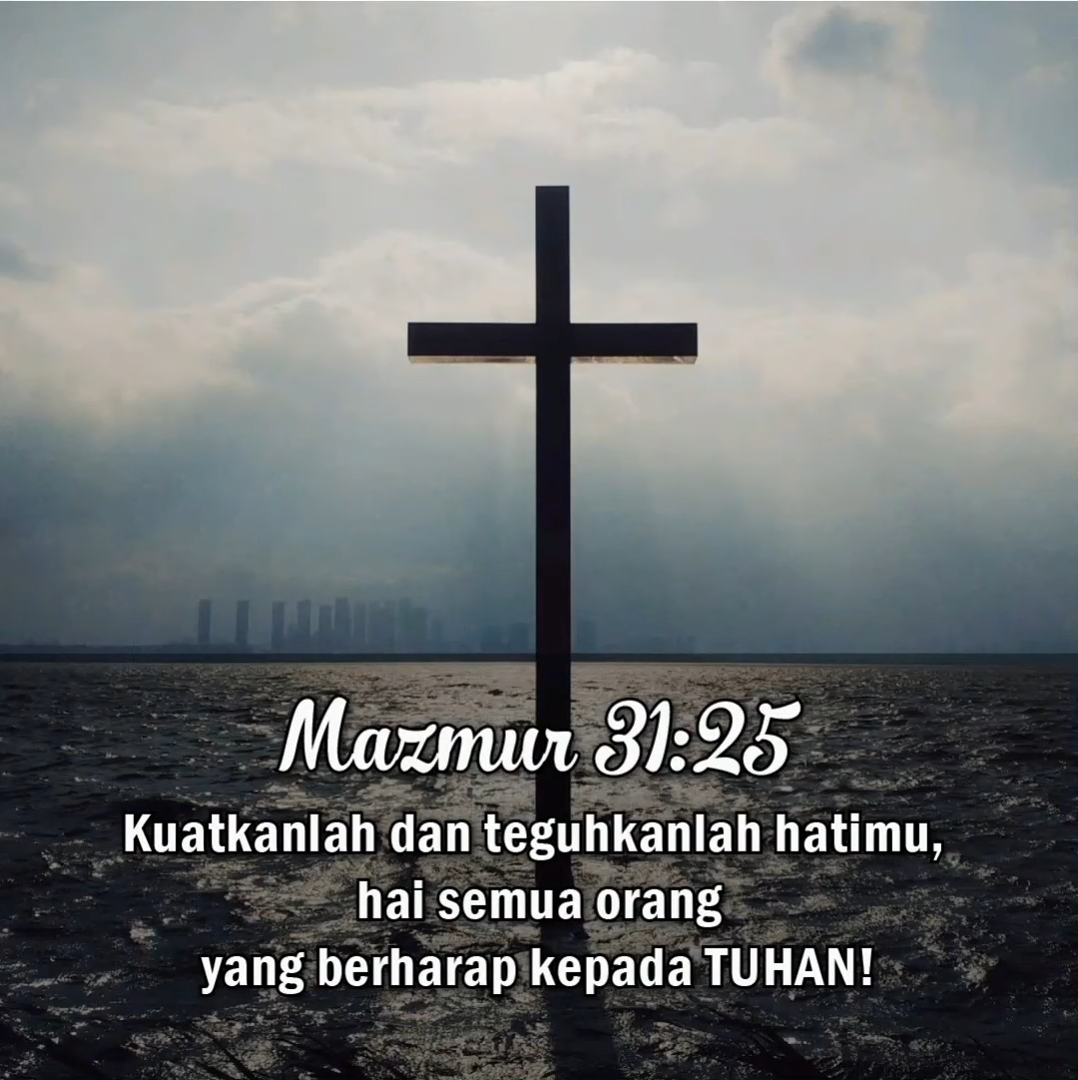 Mazmur 31:25
Kuatkanlah dan teguhkanlah hatimu,
hai semua orang
yang berharap kepada TUHAN!